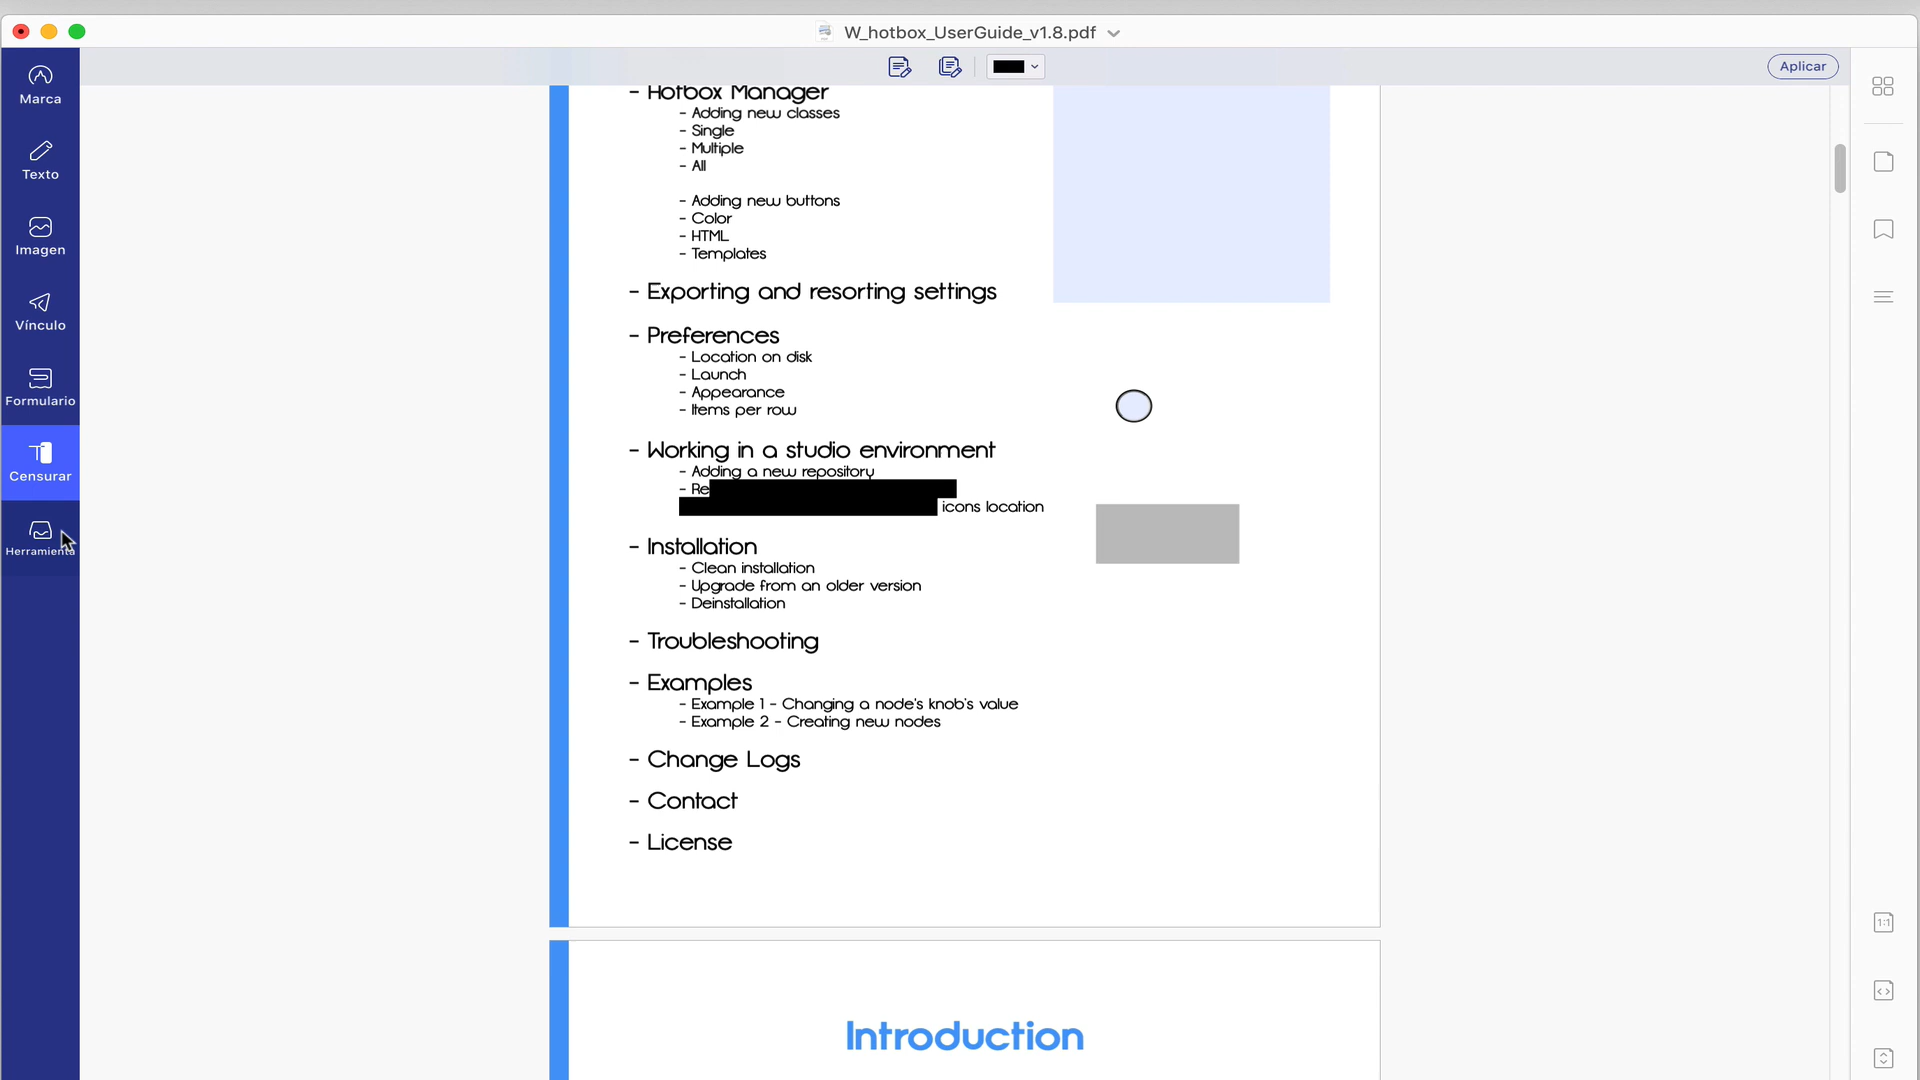 W_hotbox_UserGuide_v1.8.pdf
Aplicar
Marca
Texto
Imagen
Vínculo
Formulario
Censurar
Herramienta
- Hotbox Manager
- Adding new classes
- Single
- Multiple
- All
- Adding new buttons
- Color
- HTML
- Templates
- Exporting and resorting settings
- Preferences
- Location on disk
- Launch
- Appearance
- Items per row
- Working in a studio environment
- Adding a new repository
- Re
icons location
- Installation
- Clean installation
- Upgrade from an older version
- Deinstallation
- Troubleshooting
- Examples
- Example 1 - Changing a node's knob's value
- Example 2 - Creating new nodes
- Change Logs
- Contact
- License
Introduction
1:1